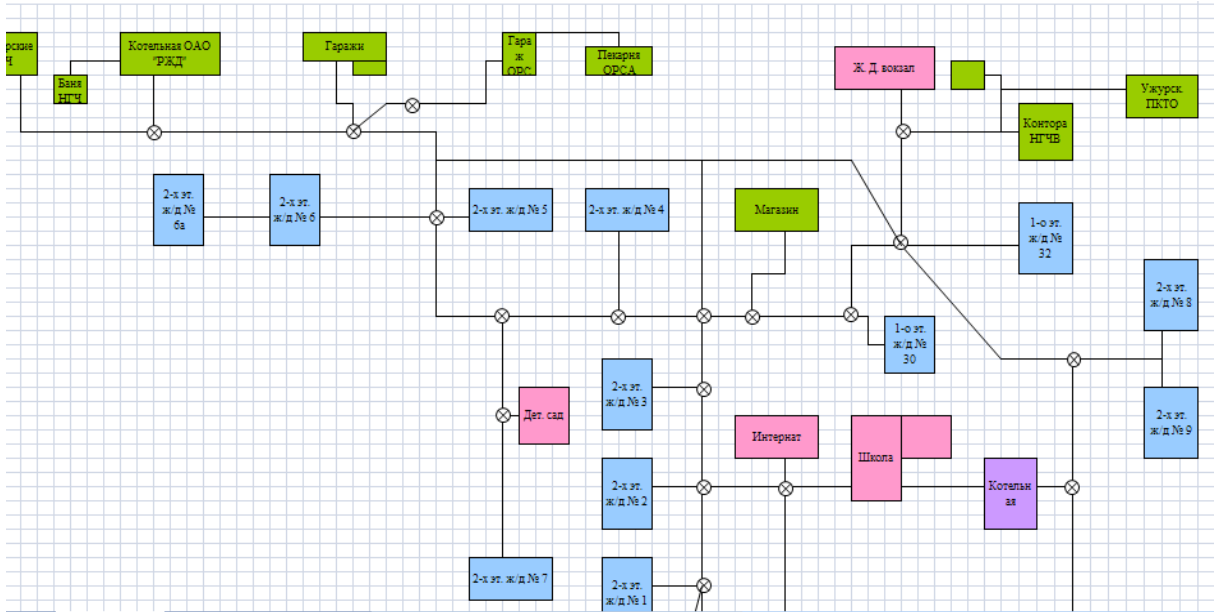 Котельная ОАО
"РЖД"
Баня
НГЧ
Гаражи
Гара
ж
ОРС
Пекарня
ОРСА
Ж. Д. вокзал
Ужурск.
ПКТО
Контора
НГЧВ
2-х эт.
ж/д №
6а
2-х эт.
ж/д № 6
2-х эт. ж/д № 5
2-х эт. ж/д № 4
Магазин
1-о эт.
ж/д №
32
2-х эт.
ж/д № 8
1-о эт.
ж/д №
30
2-х эт.
ж/д № 3
Дет. сад
2-х эт.
ж/д № 9
Интернат
Школа
2-х эт.
ж/д № 2
Котельн
ая
2-х эт. ж/д № 7
2-х эт.
ж/д № 1